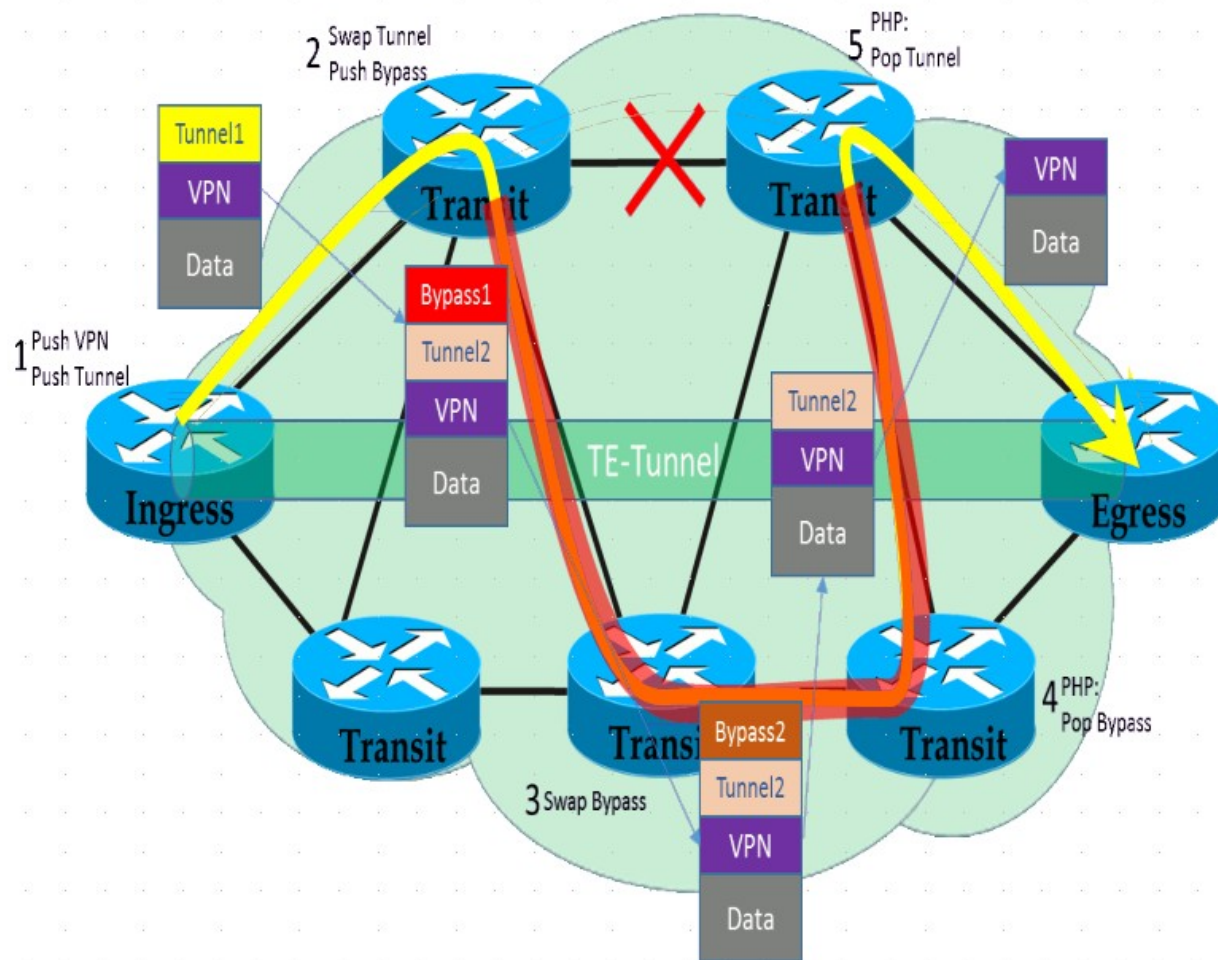 2 Swap Tunnel
Push Bypass
5 PHP:
Pop Tunnel
Tunnel1
VPN
Data
Transit
Transit
VPN
Data
Bypass1
Tunnel2
VPN
Data
1 Push VPN
Push Tunnel
Ingress
TE-Tunnel
Tunnel2
VPN
Data
Egress
Transit
Transit
Transit
4 PHP:
Pop Bypass
3 Swap Bypass
Bypass2
Tunnel2
VPN
Data